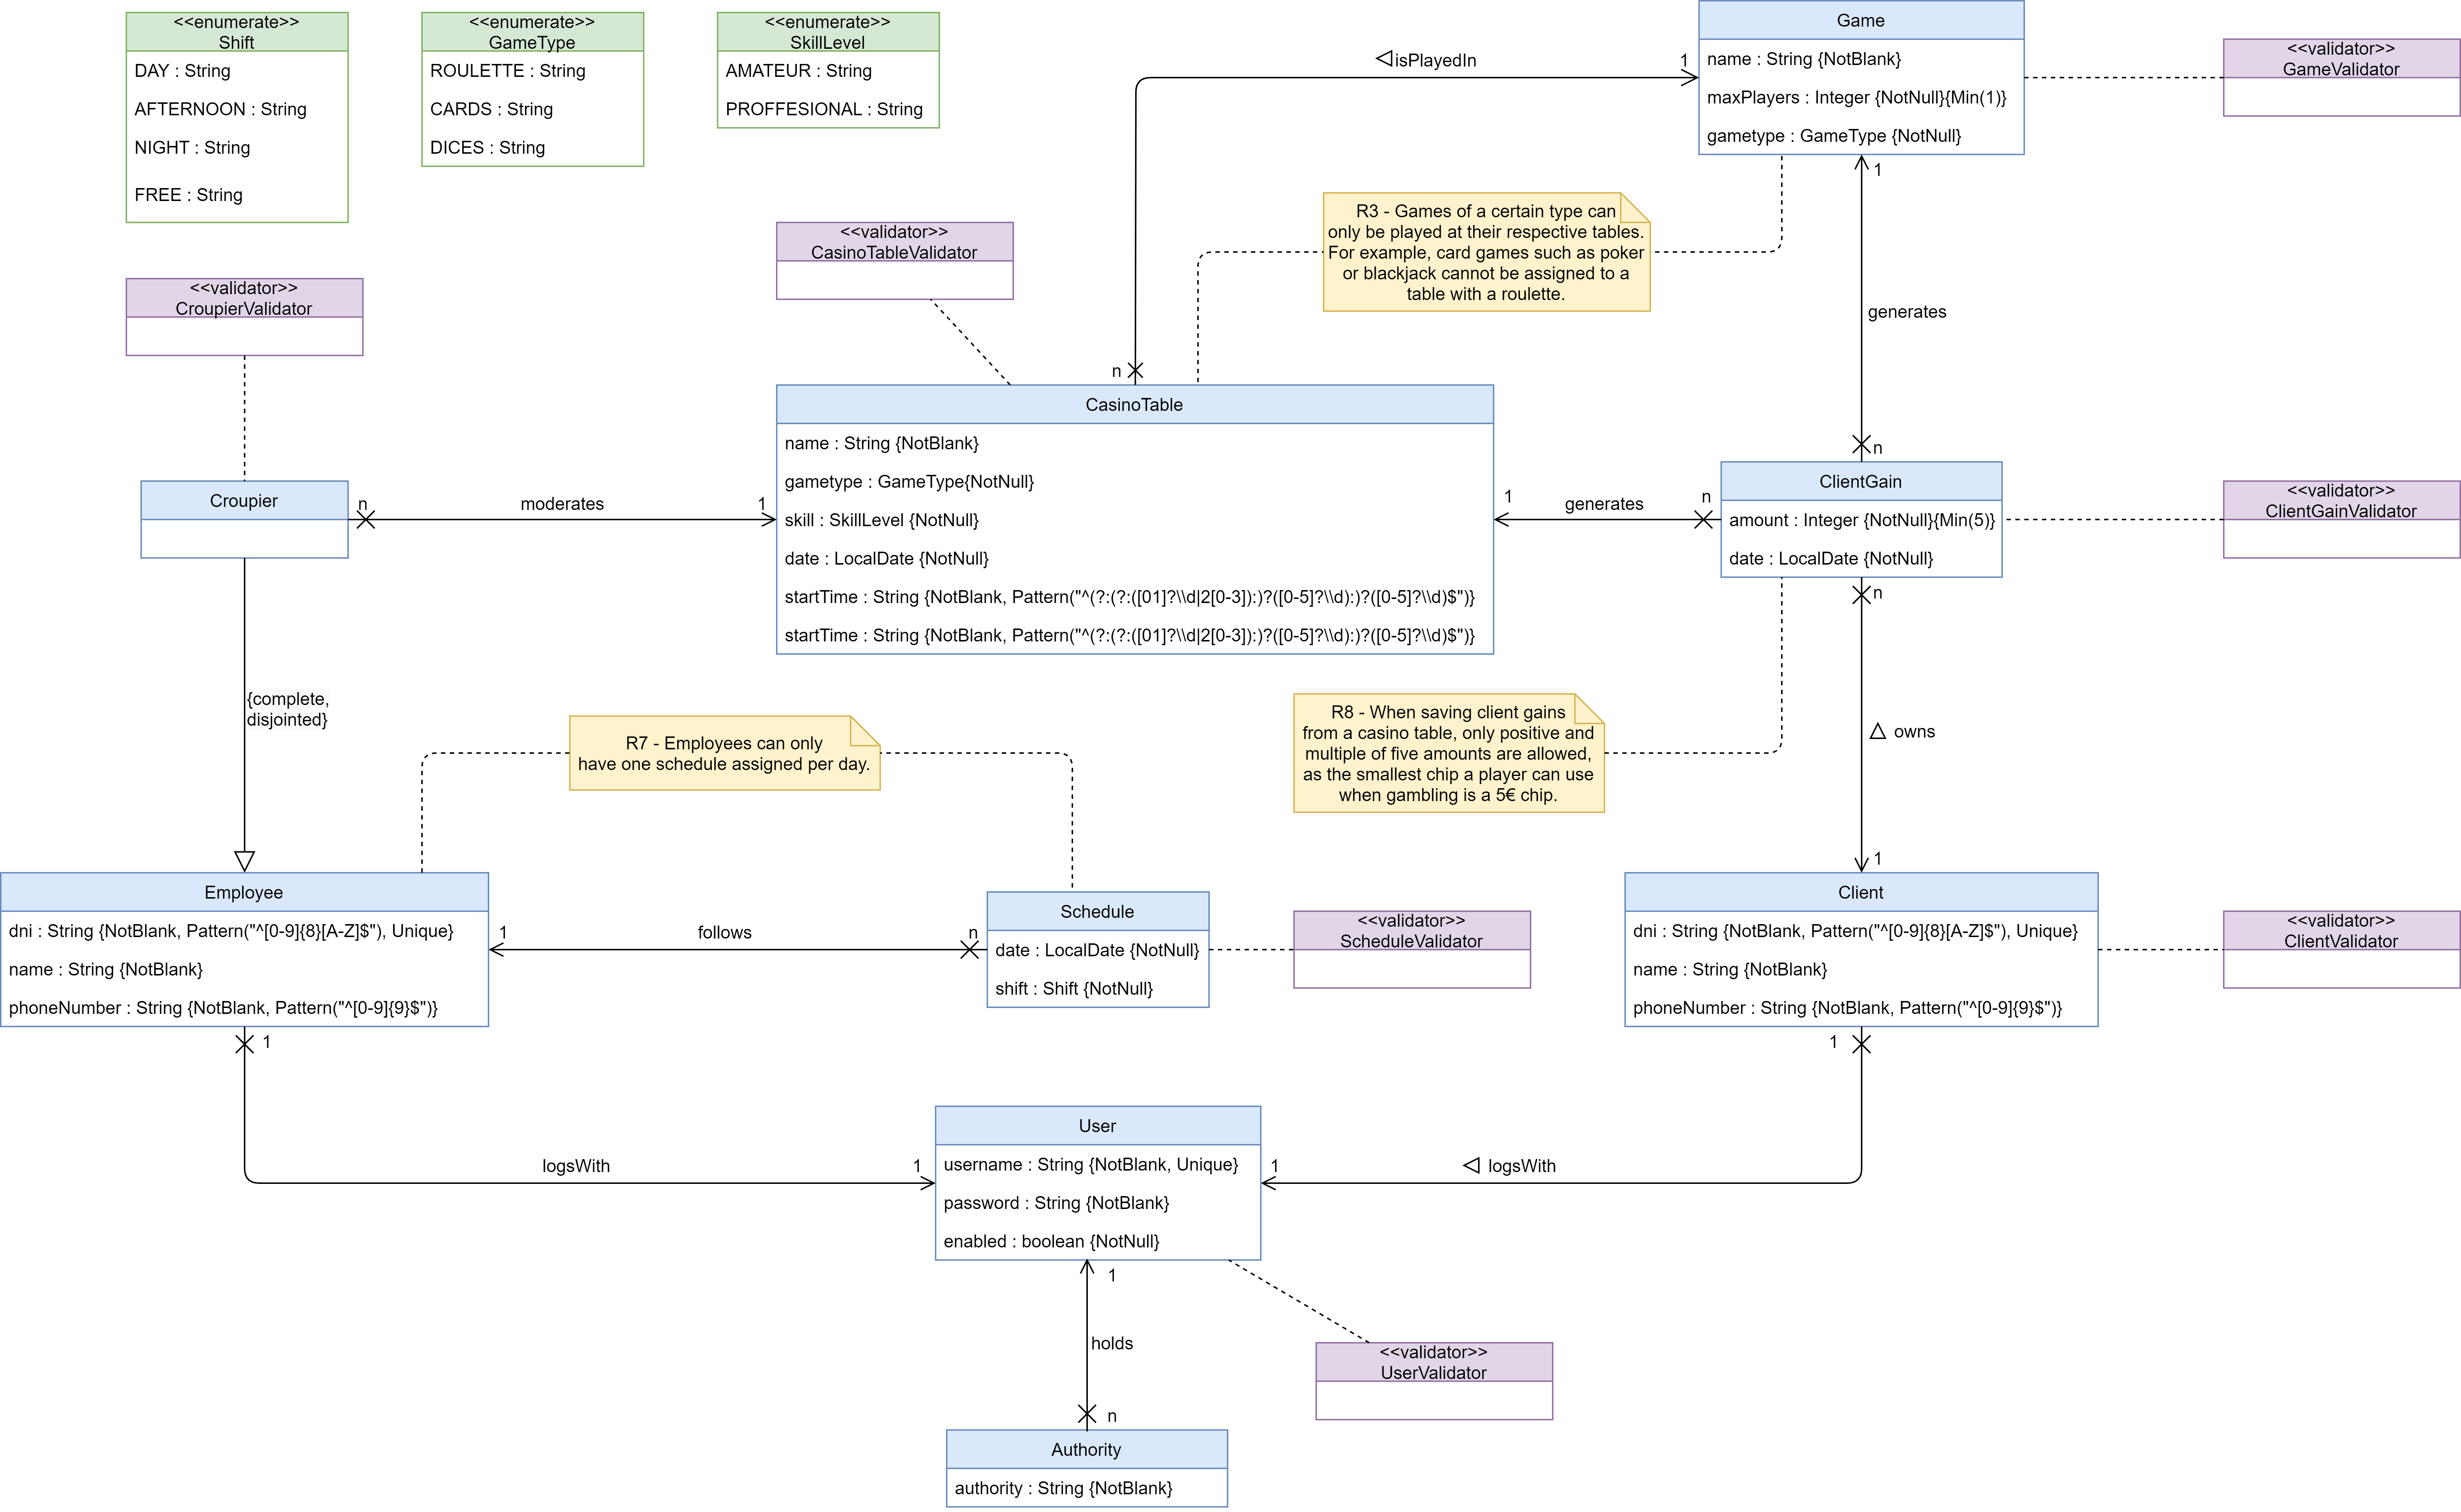 <<enumerate>>
Shift
DAY : String
AFTERNOON : String
NIGHT : String
FREE : String
<<enumerate>>
GameType
ROULETTE : String
CARDS : String
DICES : String
<<enumerate>>
SkillLevel
AMATEUR : String
PROFFESIONAL : String
isPlayedIn
1
n
Game
name : String {NotBlank}
maxPlayers : Integer {NotNull}{Min(1)}
gametype : GameType {NotNull}
<<validator>>
GameValidator
R3 - Games of a certain type can
only be played at their respective tables.
For example, card games such as poker
or blackjack cannot be assigned to a
table with a roulette.
1
generates
n
<<validator>>
CasinoTableValidator
<<validator>>
CroupierValidator
Croupier
n
moderates
1
CasinoTable
name : String {NotBlank}
gametype : GameType{NotNull}
skill : SkillLevel {NotNull}
date : LocalDate {NotNull}
startTime : String {NotBlank, Pattern("^(?:(?:([01]?\\d|2[0-3]):)?([0-5]?\\d):)?([0-5]?\\d)$")}
startTime : String {NotBlank, Pattern("^(?:(?:([01]?\\d|2[0-3]):)?([0-5]?\\d):)?([0-5]?\\d)$")}
1
generates
n
ClientGain
amount : Integer {NotNull}{Min(5)}
date : LocalDate {NotNull}
<<validator>>
ClientGainValidator
n
owns
1
{complete,
disjointed}
R7 - Employees can only
have one schedule assigned per day.
R8 - When saving client gains
from a casino table, only positive and
multiple of five amounts are allowed,
as the smallest chip a player can use
when gambling is a 5€ chip.
Employee
dni : String {NotBlank, Pattern("^[0-9]{8}[A-Z]$"), Unique}
name : String {NotBlank}
phoneNumber : String {NotBlank, Pattern("^[0-9]{9}$")}
1
follows
n
Schedule
date : LocalDate {NotNull}
shift : Shift {NotNull}
<<validator>>
ScheduleValidator
Client
dni : String {NotBlank, Pattern("^[0-9]{8}[A-Z]$"), Unique}
name : String {NotBlank}
phoneNumber : String {NotBlank, Pattern("^[0-9]{9}$")}
<<validator>>
ClientValidator
1
logsWith
1
User
username : String {NotBlank, Unique}
password : String {NotBlank}
enabled : boolean {NotNull}
1
logsWith
1
1
holds
n
<<validator>>
UserValidator
Authority
authority : String {NotBlank}